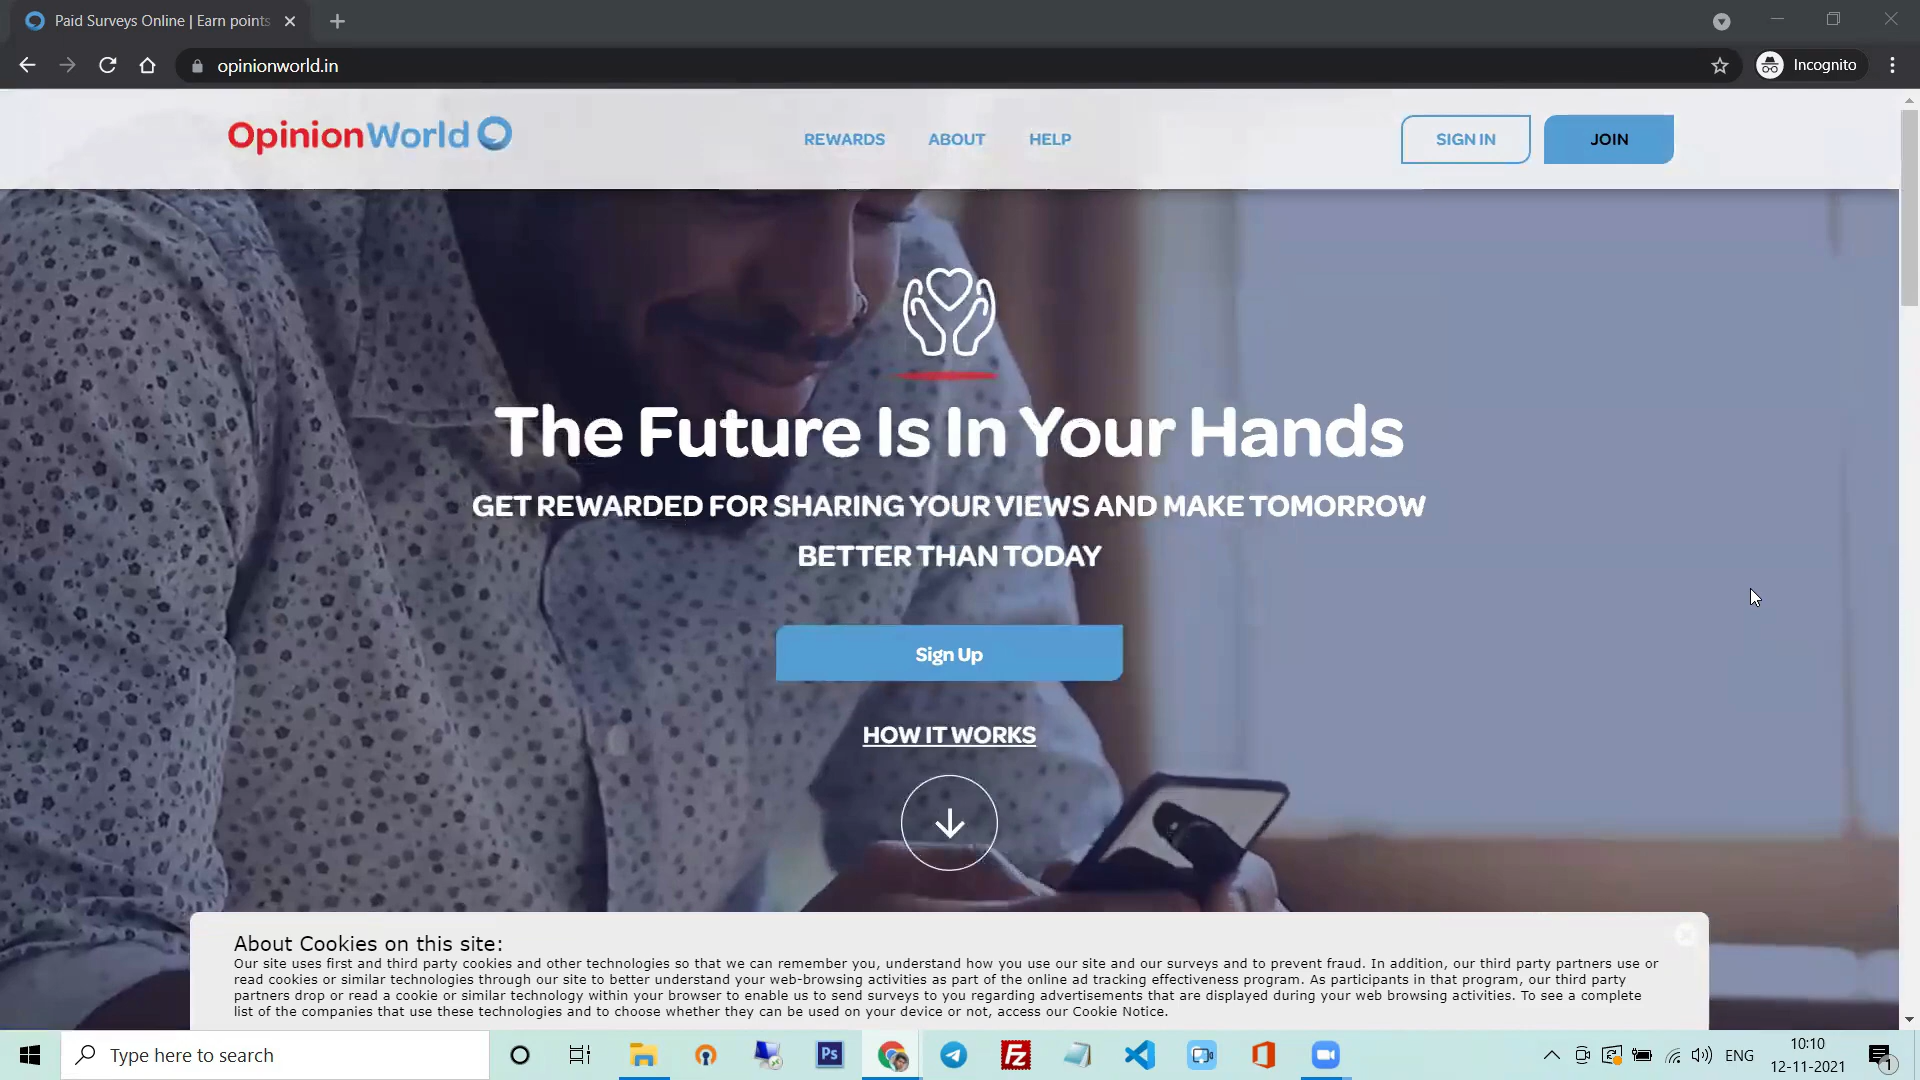 Paid Surveys Online | Earn points
opinionworld.in
Incognito
OpinionWorld
REWARDS
ABOUT
HELP
SIGN IN
JOIN
The Future Is In Your Hands
GET REWARDED FOR SHARING YOUR VIEWS AND MAKE TOMORROW
BETTER THAN TODAY
Sign Up
HOW IT WORKS
About Cookies on this site:
Our site uses first and third party cookies and other technologies so that we can remember you, understand how you use our site and our surveys and to prevent fraud. In addition, our third party partners use or
read cookies or similar technologies through our site to better understand your web-browsing activities as part of the online ad tracking effectiveness program. As participants in that program, our third party
partners drop or read a cookie or similar technology within your browser to enable us to send surveys to you regarding advertisements that are displayed during your web browsing activities. To see a complete
list of the companies that use these technologies and to choose whether they can be used on your device or not, access our Cookie Notice.
Type here to search
Ps
Fz
ENG
10:10
12-11-2021
1